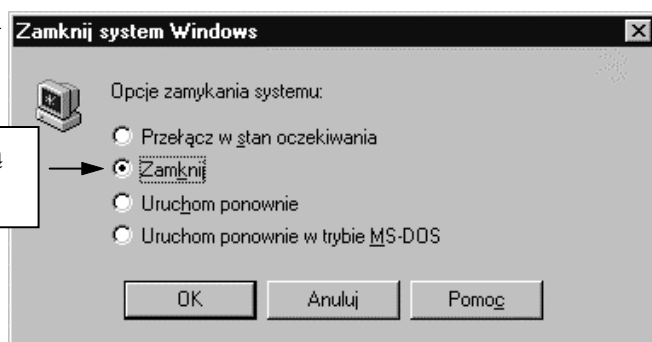 Zamknij system Windows
Opcje zamykania systemu:
Przełącz w stan oczekiwania
ą
Zamknij
Uruchom ponownie
Uruchom ponownie w trybie MS-DOS
OK
Anuluj
Pomoc